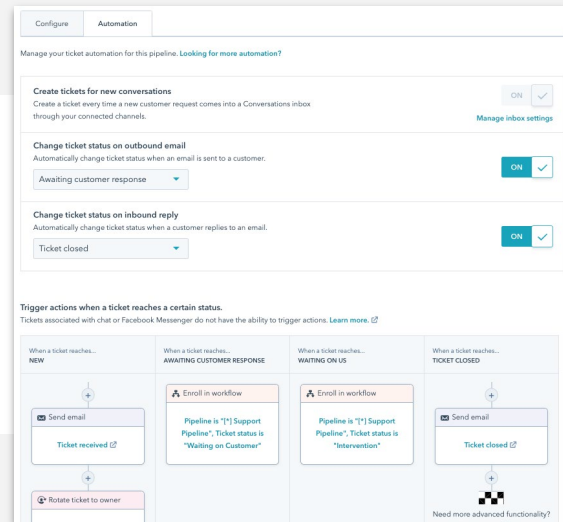 Configure
Automation
Manage your ticket automation for this pipeline. Looking for more automation?
Create tickets for new conversations
Create a ticket every time a new customer request comes into a Conversations inbox
through your connected channels.
ON
Manage inbox settings
Change ticket status on outbound email
Automatically change ticket status when an email is sent to a customer.
Awaiting customer response
ON
Change ticket status on inbound reply
Automatically change ticket status when a customer replies to an email.
Ticket closed
ON
Trigger actions when a ticket reaches a certain status.
Tickets associated with chat or Facebook Messenger do not have the ability to trigger actions. Learn more.
When a ticket reaches...
NEW
Send email
Ticket received
Rotate ticket to owner
When a ticket reaches...
AWAITING CUSTOMER RESPONSE
Enroll in workflow
Pipeline is "[*] Support
Pipeline", Ticket status is
"Waiting on Customer"
When a ticket reaches...
WAITING ON US
Enroll in workflow
Pipeline is "[*] Support
Pipeline", Ticket status is
"Intervention"
When a ticket reaches...
TICKET CLOSED
Send email
Ticket closed
Need more advanced functionality?